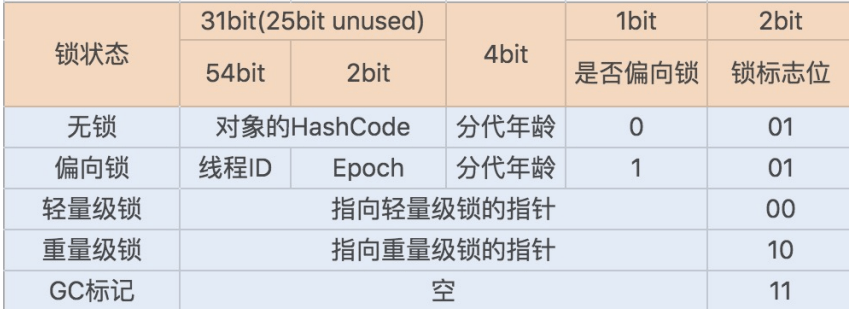 锁状态 31bit(25bit unused) 4bit 1bit 2bit
54bit 2bit 是否偏向锁 锁标志位
无锁 对象的HashCode 分代年龄 0 01
偏向锁 线程ID Epoch 分代年龄 1 01
轻量级锁 指向轻量级锁的指针 00
重量级锁 指向重量级锁的指针 10
GC标记 空 11